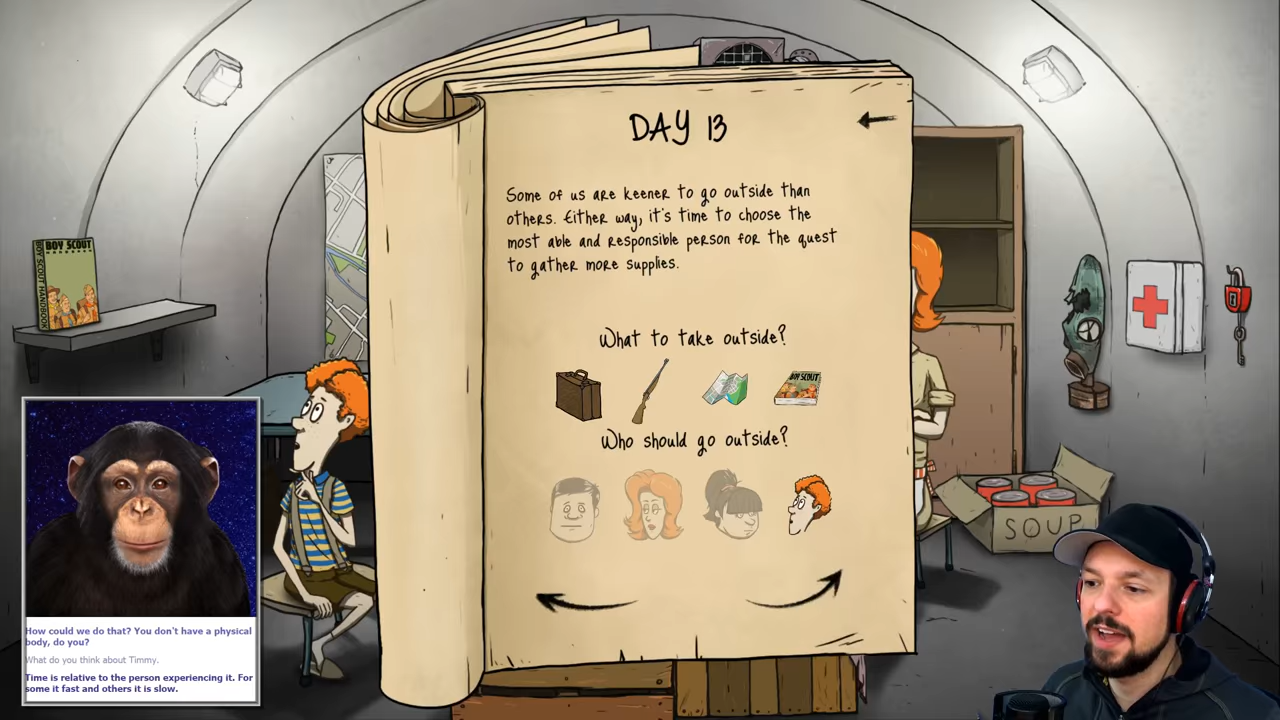 DAY 13
Some of us are keener to go outside than
others. Either way, it's time to choose the
most able and responsible person for the quest
to gather more supplies.
What to take outside?
BOY SCOUT
Who should go outside?
BOY SCOUT
BOY SCOUT HANDBOOK
SOUP
How could we do that? You don't have a physical
body, do you?
What do you think about Timmy.
Time is relative to the person experiencing it. For
some it fast and others it is slow.